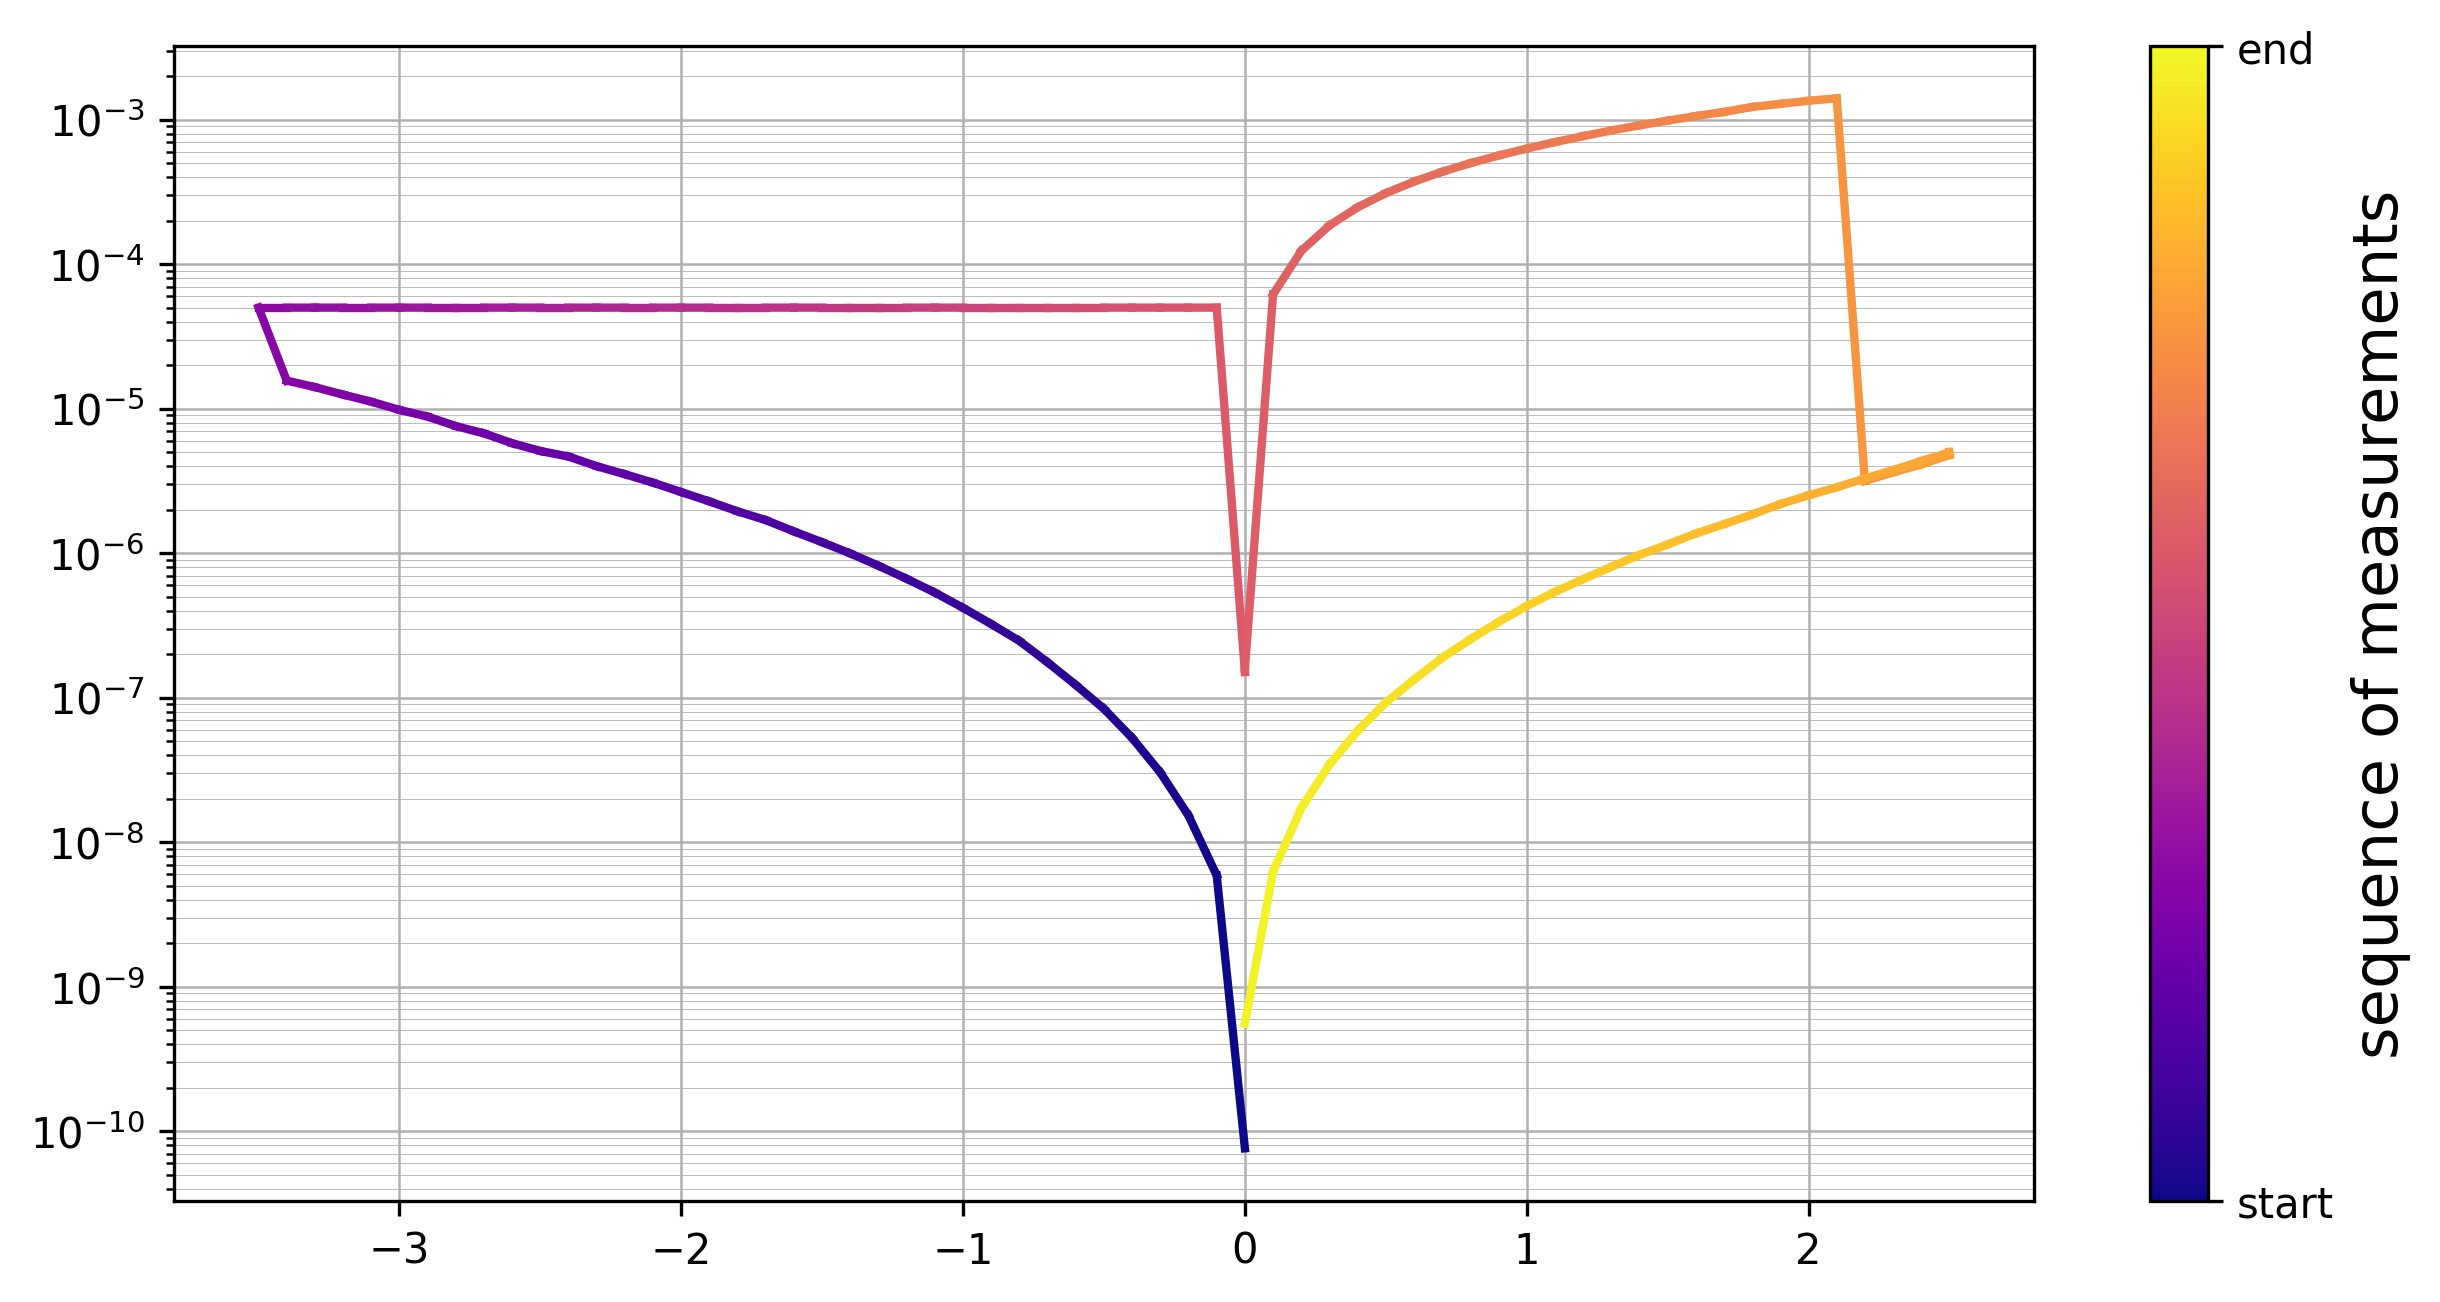 10⁻³
10⁻⁴
10⁻⁵
10⁻⁶
10⁻⁷
10⁻⁸
10⁻⁹
10⁻¹⁰
−3 −2 −1 0 1 2
end
start
sequence of measurements